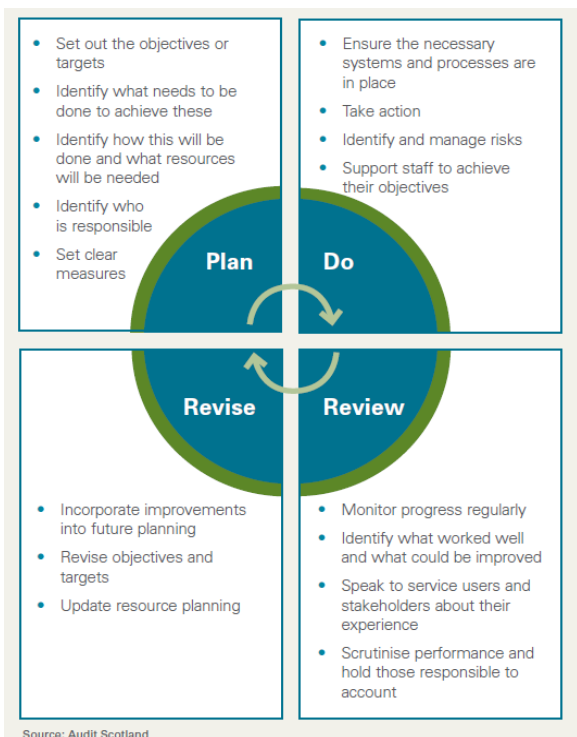 • Set out the objectives or
targets
• Identify what needs to be
done to achieve these
• Identify how this will be
done and what resources
will be needed
• Identify who
is responsible
• Set clear
measures
• Ensure the necessary
systems and processes are
in place
• Take action
• Identify and manage risks
• Support staff to achieve
their objectives
Plan
Do
Revise
Review
• Incorporate improvements
into future planning
• Revise objectives and
targets
• Update resource planning
• Monitor progress regularly
• Identify what worked well
and what could be improved
• Speak to service users and
stakeholders about their
experience
• Scrutinise performance and
hold those responsible to
account
Source: Audit Scotland